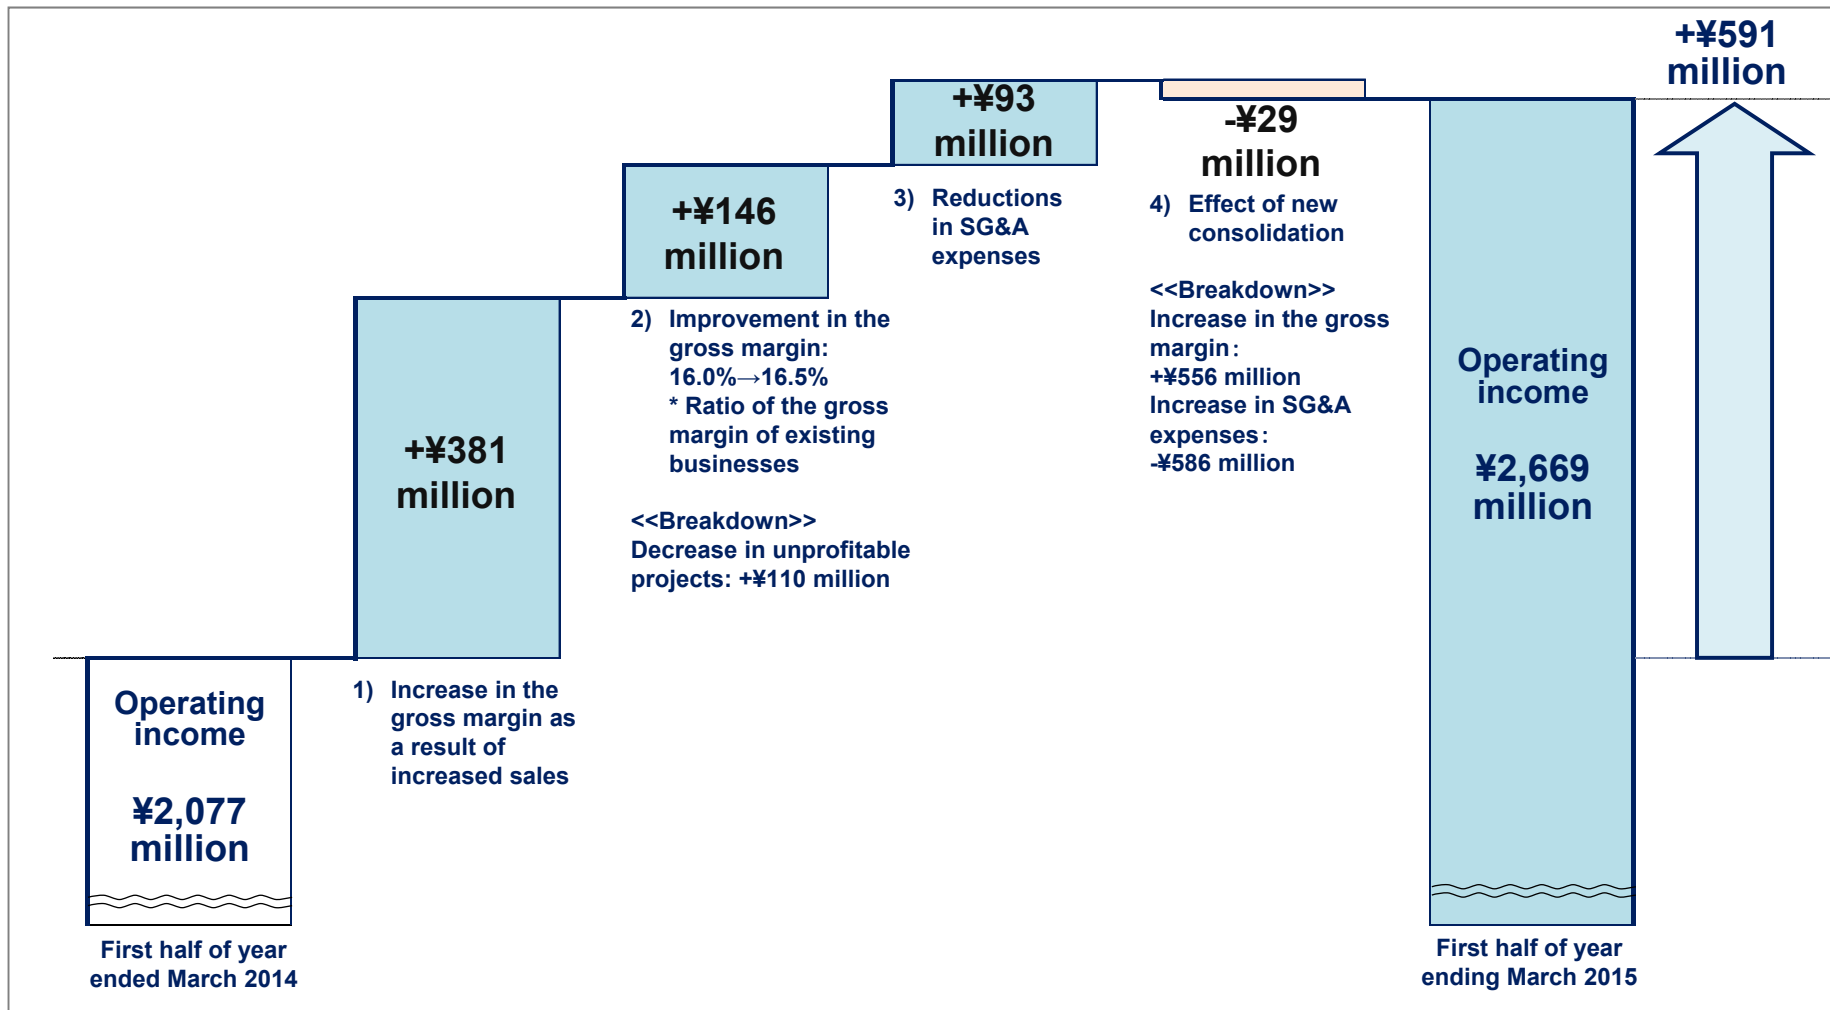 +¥591
million
+¥93
million
-¥29
million
3) Reductions
in SG&A
expenses
4) Effect of new
consolidation
<<Breakdown>>
Increase in the gross
margin:
+¥556 million
Increase in SG&A
expenses:
-¥586 million
+¥146
million
2) Improvement in the
gross margin:
16.0%→16.5%
* Ratio of the gross
margin of existing
businesses
<<Breakdown>>
Decrease in unprofitable
projects: +¥110 million
+¥381
million
1) Increase in the
gross margin as
a result of
increased sales
Operating
income
¥2,077
million
First half of year
ended March 2014
Operating
income
¥2,669
million
First half of year
ending March 2015